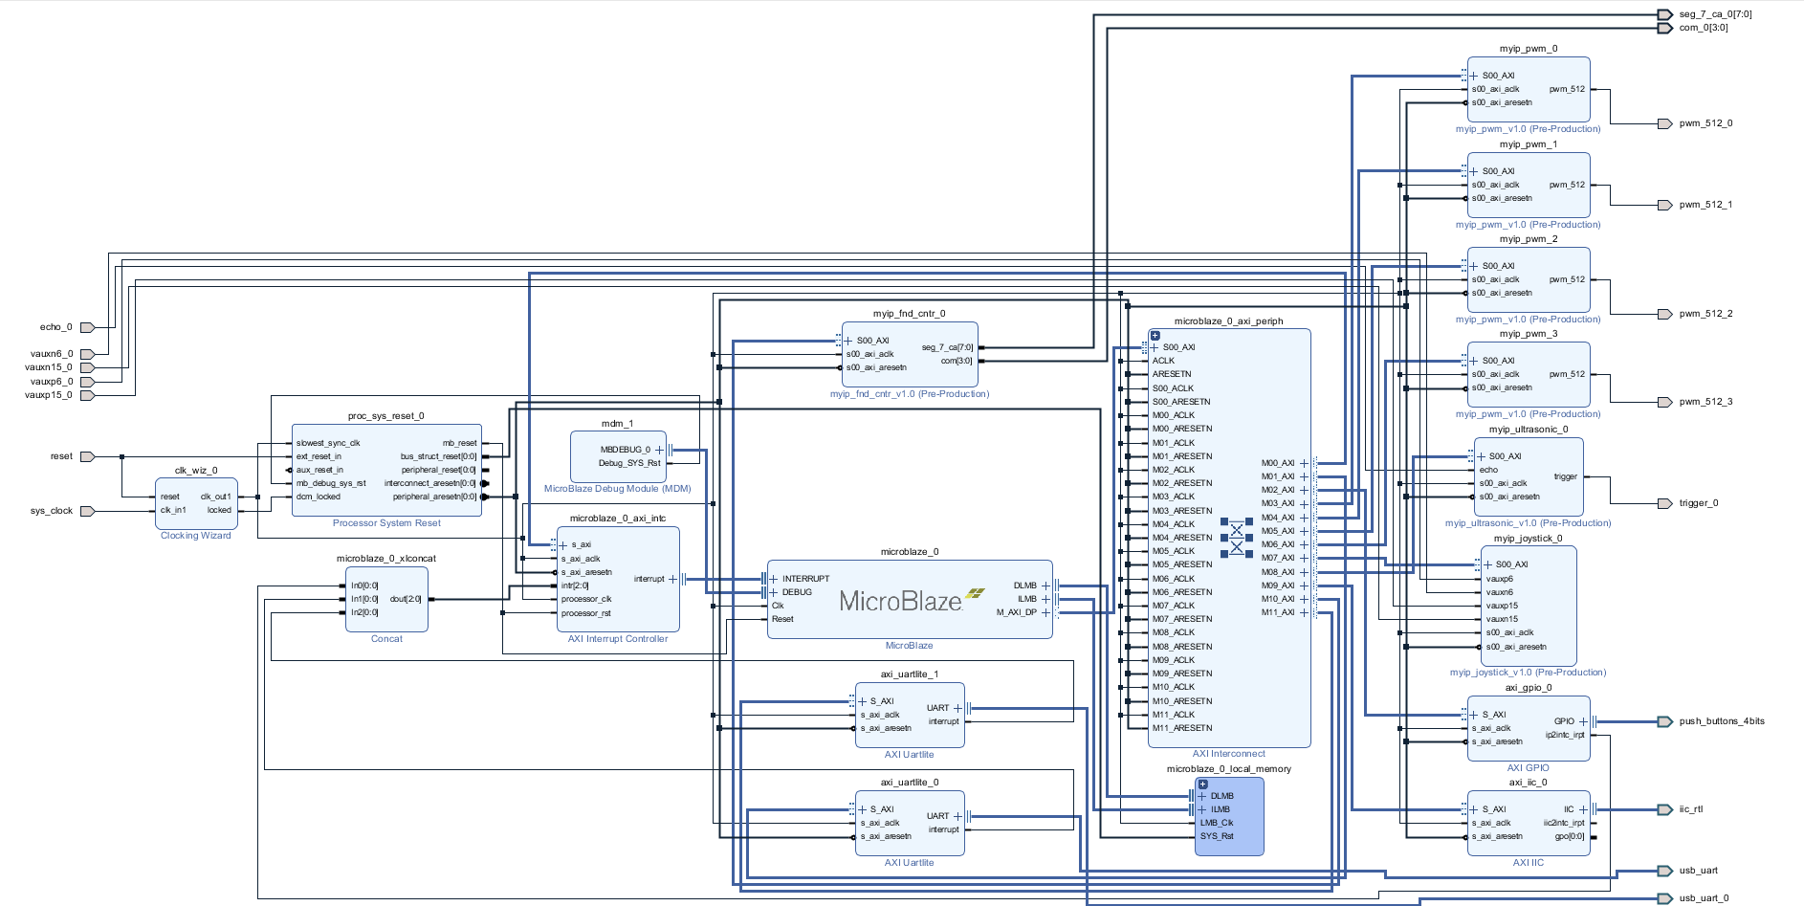 seg_7_ca_0[7:0]
com_0[3:0]
myip_pwm_0
S00_AXI
s00_axi_aclk
s00_axi_aresetn
pwm_512
myip_pwm_v1.0 (Pre-Production)
pwm_512_0
myip_pwm_1
S00_AXI
s00_axi_aclk
s00_axi_aresetn
pwm_512
myip_pwm_v1.0 (Pre-Production)
pwm_512_1
myip_pwm_2
S00_AXI
s00_axi_aclk
s00_axi_aresetn
pwm_512
myip_pwm_v1.0 (Pre-Production)
pwm_512_2
myip_pwm_3
S00_AXI
s00_axi_aclk
s00_axi_aresetn
pwm_512
myip_pwm_v1.0 (Pre-Production)
pwm_512_3
echo_0
vauxn6_0
vauxn15_0
vauxp6_0
vauxp15_0
reset
sys_clock
clk_wiz_0
reset
clk_in1
clk_out1
locked
Clocking Wizard
proc_sys_reset_0
slowest_sync_clk
ext_reset_in
aux_reset_in
mb_debug_sys_rst
dcm_locked
mb_reset
bus_struct_reset[0:0]
peripheral_reset[0:0]
interconnect_aresetn[0:0]
peripheral_aresetn[0:0]
Processor System Reset
microblaze_0_xlconcat
In0[0:0]
In1[0:0]
In2[0:0]
dout[2:0]
Concat
mdm_1
MBDEBUG_0
Debug_SYS_Rst
MicroBlaze Debug Module (MDM)
microblaze_0_axi_intc
s_axi
s_axi_aclk
s_axi_aresetn
intr[2:0]
processor_clk
processor_rst
interrupt
AXI Interrupt Controller
myip_fnd_cntr_0
S00_AXI
s00_axi_aclk
s00_axi_aresetn
seg_7_ca[7:0]
com[3:0]
myip_fnd_cntr_v1.0 (Pre-Production)
microblaze_0
INTERRUPT
DEBUG
Clk
Reset
MicroBlaze
DLMB
ILMB
M_AXI_DP
MicroBlaze
axi_uartlite_1
S_AXI
s_axi_aclk
s_axi_aresetn
UART
interrupt
AXI Uartlite
axi_uartlite_0
S_AXI
s_axi_aclk
s_axi_aresetn
UART
interrupt
AXI Uartlite
microblaze_0_axi_periph
S00_AXI
ACLK
ARESETN
S00_ACLK
S00_ARESETN
M00_ACLK
M00_ARESETN
M01_ACLK
M01_ARESETN
M02_ACLK
M02_ARESETN
M03_ACLK
M03_ARESETN
M04_ACLK
M04_ARESETN
M05_ACLK
M05_ARESETN
M06_ACLK
M06_ARESETN
M07_ACLK
M07_ARESETN
M08_ACLK
M08_ARESETN
M09_ACLK
M09_ARESETN
M10_ACLK
M10_ARESETN
M11_ACLK
M11_ARESETN
M00_AXI
M01_AXI
M02_AXI
M03_AXI
M04_AXI
M05_AXI
M06_AXI
M07_AXI
M08_AXI
M09_AXI
M10_AXI
M11_AXI
AXI Interconnect
microblaze_0_local_memory
DLMB
ILMB
LMB_Clk
SYS_Rst
myip_ultrasonic_0
S00_AXI
echo
s00_axi_aclk
s00_axi_aresetn
trigger
myip_ultrasonic_v1.0 (Pre-Production)
trigger_0
myip_joystick_0
S00_AXI
vauxp6
vauxn6
vauxp15
vauxn15
s00_axi_aclk
s00_axi_aresetn
myip_joystick_v1.0 (Pre-Production)
axi_gpio_0
S_AXI
s_axi_aclk
s_axi_aresetn
GPIO
ip2intc_irpt
AXI GPIO
push_buttons_4bits
axi_iic_0
S_AXI
s_axi_aclk
s_axi_aresetn
IIC
iic2intc_irpt
gpo[0:0]
AXI IIC
iic_rtl
usb_uart
usb_uart_0